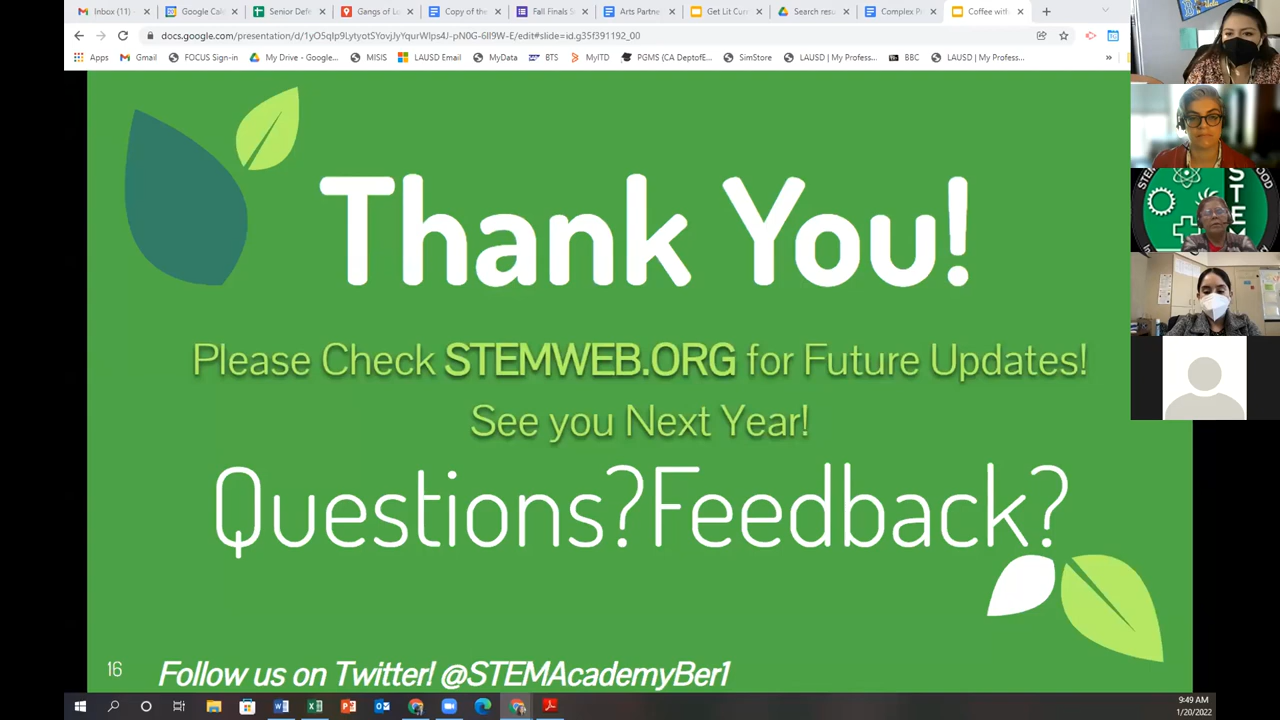 Inbox (11)
Google Cal
Senior Def
Gangs of Lo
Copy of the
Fall Finals S
Arts Partne
Get Lit Curr
Search resu
Complex P
Coffee with
docs.google.com/presentation/d/1yO5qIp9LytyotSYovjJyYqurWlps4J-pN0G-6II9W-E/edit#slide=id.g35f391192_00
Apps
Gmail
FOCUS Sign-in
My Drive - Google...
MISIS
LAUSD Email
MyData
BTS
MyITD
PGMS (CA DeptofE...
SimStore
LAUSD | My Profess...
BBC
LAUSD | My Profess...
Thank You!
Please Check STEMWEB.ORG for Future Updates!
See you Next Year!
Questions?Feedback?
16
Follow us on Twitter! @STEMAcademyBer1
9:49 AM
1/20/2022